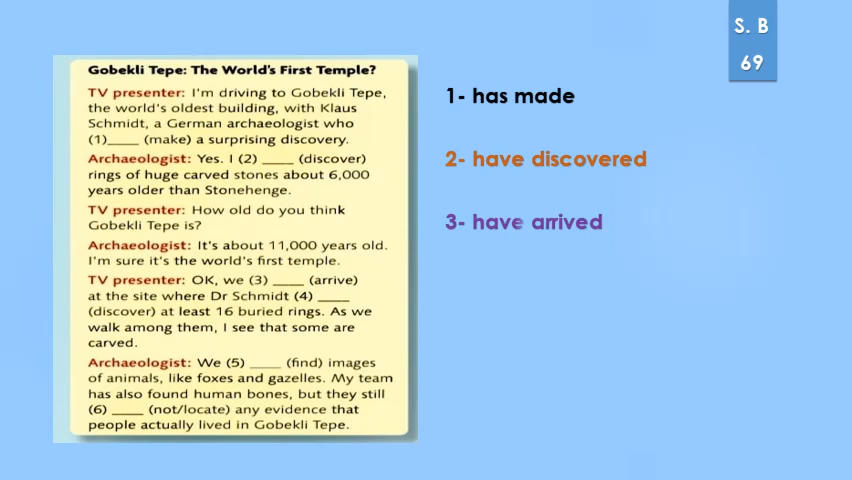 S. B
69
Gobekli Tepe: The World's First Temple?
TV presenter: I'm driving to Gobekli Tepe,
the world's oldest building, with Klaus
Schmidt, a German archaeologist who
(1)____ (make) a surprising discovery.
Archaeologist: Yes. I (2) ____ (discover)
rings of huge carved stones about 6,000
years older than Stonehenge.
TV presenter: How old do you think
Gobekli Tepe is?
Archaeologist: It's about 11,000 years old.
I'm sure it's the world's first temple.
TV presenter: OK, we (3) ____ (arrive)
at the site where Dr Schmidt (4) ____
(discover) at least 16 buried rings. As we
walk among them, I see that some are
carved.
Archaeologist: We (5) ____ (find) images
of animals, like foxes and gazelles. My team
has also found human bones, but they still
(6) ____ (not/locate) any evidence that
people actually lived in Gobekli Tepe.
1- has made
2- have discovered
3- have arrived